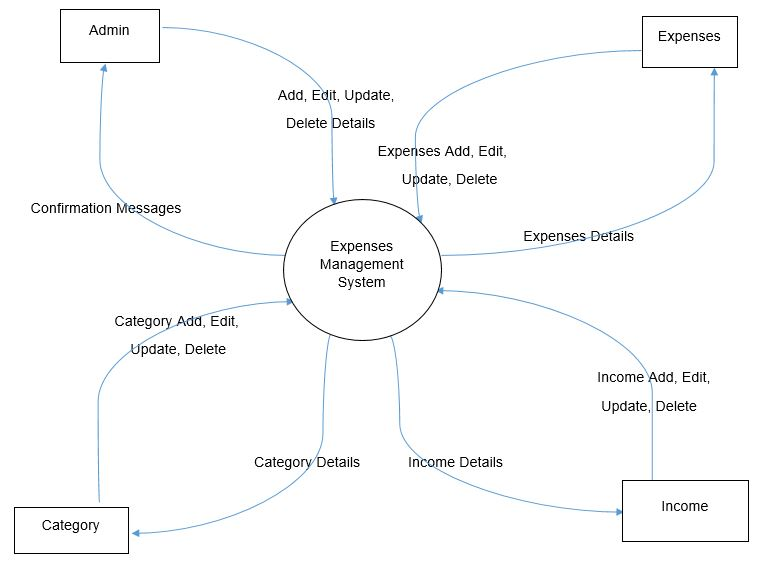 Admin
Expenses
Add, Edit, Update,
Delete Details
Expenses Add, Edit,
Update, Delete
Confirmation Messages
Expenses Details
Expenses
Management
System
Category Add, Edit,
Update, Delete
Income Add, Edit,
Update, Delete
Category Details
Income Details
Category
Income